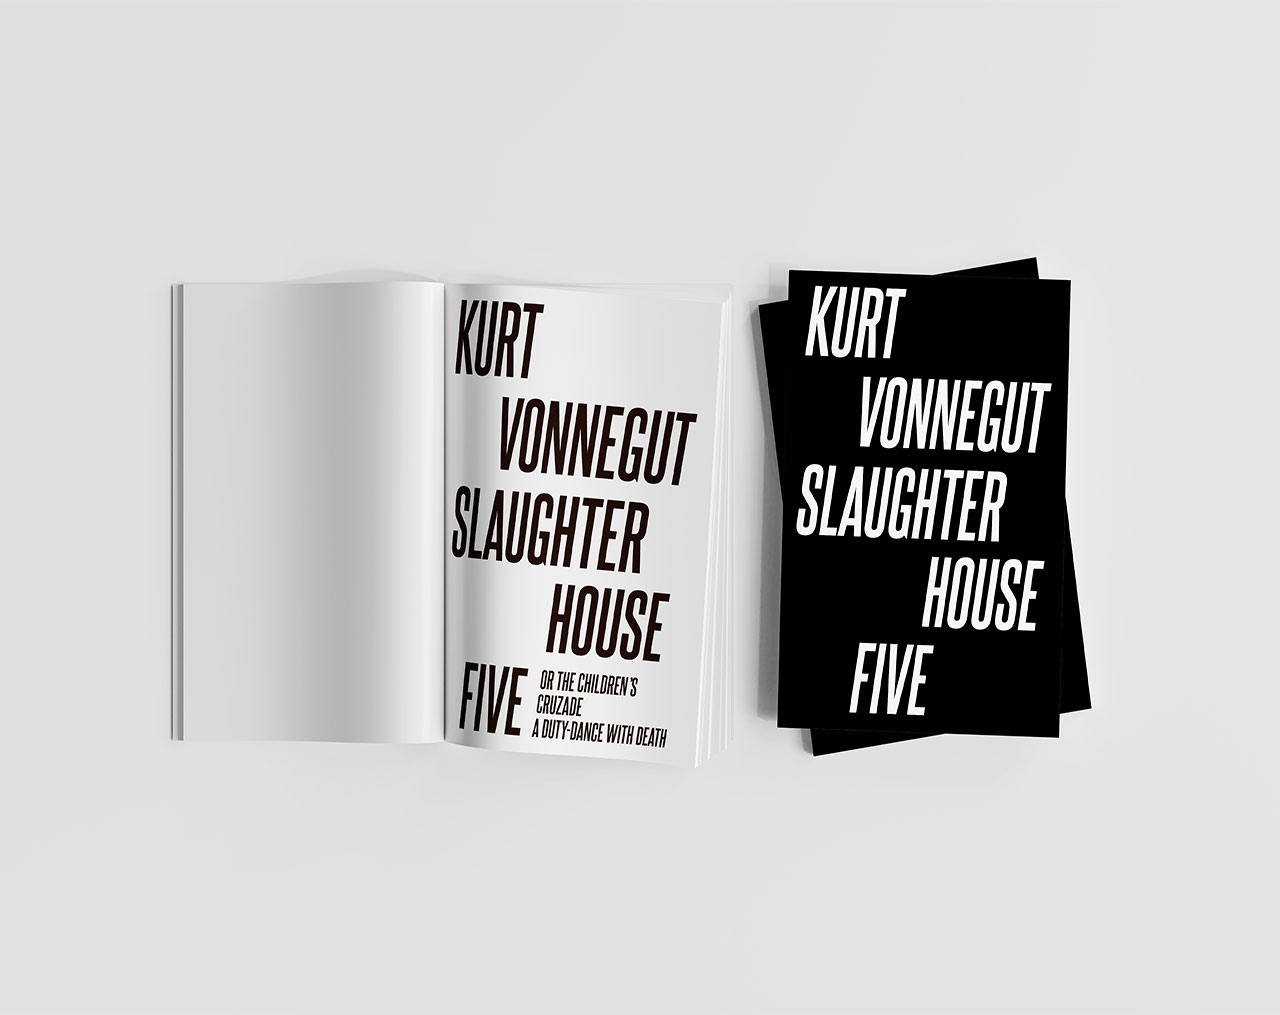 KURT
VONNEGUT
SLAUGHTER
HOUSE
FIVE
OR THE CHILDREN'S
CRUZADE
A DUTY-DANCE WITH DEATH
KURT
VONNEGUT
SLAUGHTER
HOUSE
FIVE